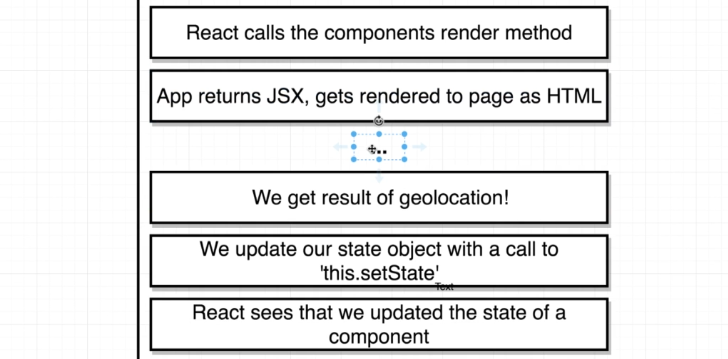 React calls the components render method
App returns JSX, gets rendered to page as HTML
...
We get result of geolocation!
We update our state object with a call to
'this.setState'
Text
React sees that we updated the state of a
component